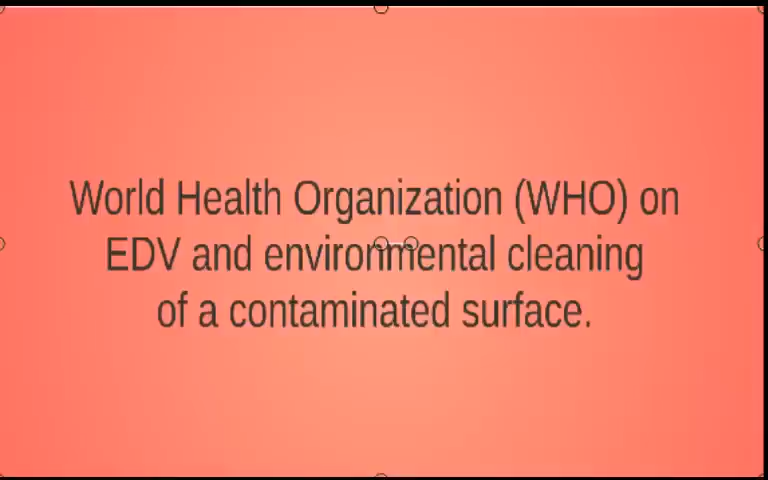 World Health Organization (WHO) on
EDV and environmental cleaning
of a contaminated surface.